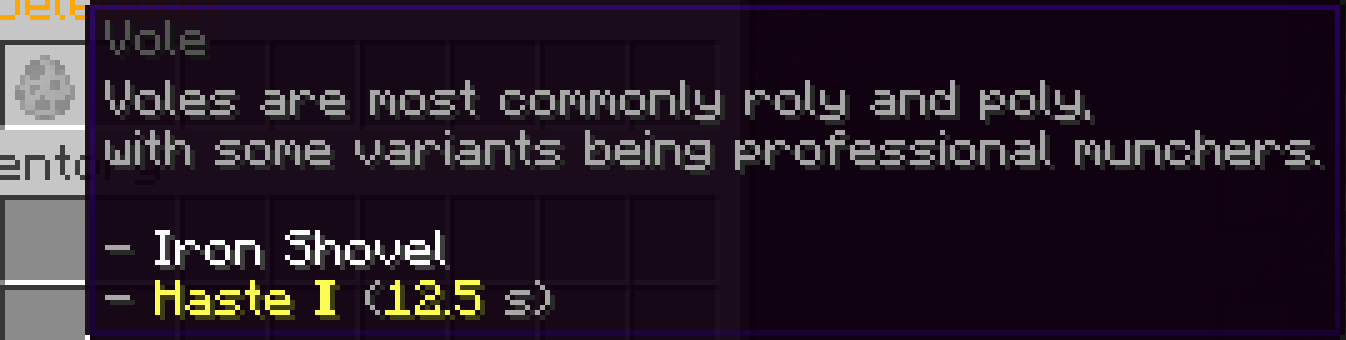 Vole
Voles are most commonly roly and poly,
with some variants being professional munchers.
- Iron Shovel
- Haste I (12.5 s)